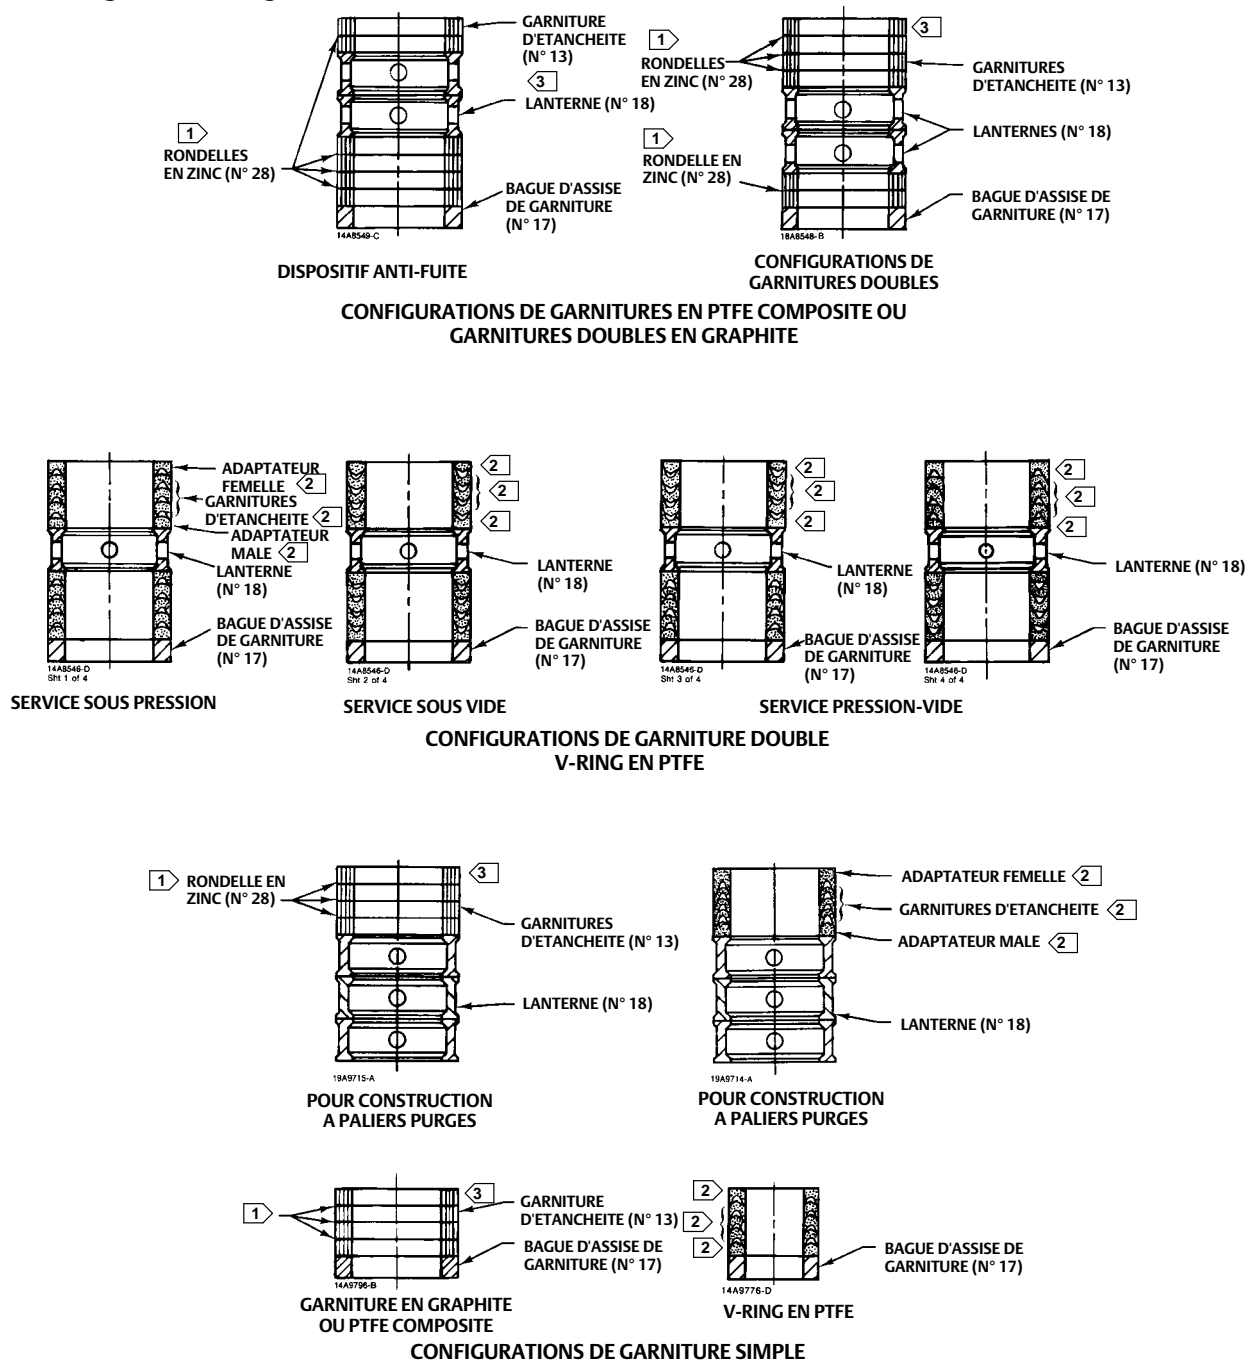 GARNITURE
D'ETANCHEITE
(N° 13)
3
LANTERNE (N° 18)
1
RONDELLES
EN ZINC (N° 28)
BAGUE D'ASSISE
DE GARNITURE
(N° 17)
14A8549-C
DISPOSITIF ANTI-FUITE
1
RONDELLES
EN ZINC (N° 28)
3
GARNITURES
D'ETANCHEITE (N° 13)
LANTERNES (N° 18)
1
RONDELLE EN
ZINC (N° 28)
BAGUE D'ASSISE DE
GARNITURE (N° 17)
18A8548-B
CONFIGURATIONS DE
GARNITURES DOUBLES
CONFIGURATIONS DE GARNITURES EN PTFE COMPOSITE OU
GARNITURES DOUBLES EN GRAPHITE
ADAPTATEUR
FEMELLE 2
GARNITURES
D'ETANCHEITE 2
ADAPTATEUR
MALE 2
LANTERNE
(N° 18)
BAGUE D'ASSISE
DE GARNITURE
(N° 17)
14A8546-D
Sht 1 of 4
SERVICE SOUS PRESSION
2
2
2
LANTERNE
(N° 18)
BAGUE D'ASSISE
DE GARNITURE
(N° 17)
14A8546-D
Sht 2 of 4
SERVICE SOUS VIDE
2
2
2
LANTERNE
(N° 18)
BAGUE D'ASSISE
DE GARNITURE
(N° 17)
14A8546-D
Sht 3 of 4
2
2
2
LANTERNE (N° 18)
BAGUE D'ASSISE
DE GARNITURE
(N° 17)
14A8546-D
Sht 4 of 4
SERVICE PRESSION-VIDE
CONFIGURATIONS DE GARNITURE DOUBLE
V-RING EN PTFE
1 RONDELLE EN
ZINC (N° 28)
3
GARNITURES
D'ETANCHEITE (N° 13)
LANTERNE (N° 18)
19A9715-A
POUR CONSTRUCTION
A PALIERS PURGES
ADAPTATEUR FEMELLE 2
GARNITURES D'ETANCHEITE 2
ADAPTATEUR MALE 2
LANTERNE (N° 18)
19A9714-A
POUR CONSTRUCTION
A PALIERS PURGES
1
3
GARNITURE
D'ETANCHEITE (N° 13)
BAGUE D'ASSISE DE
GARNITURE (N° 17)
14A9796-B
GARNITURE EN GRAPHITE
OU PTFE COMPOSITE
2
2
2
BAGUE D'ASSISE DE
GARNITURE (N° 17)
14A9776-D
V-RING EN PTFE
CONFIGURATIONS DE GARNITURE SIMPLE